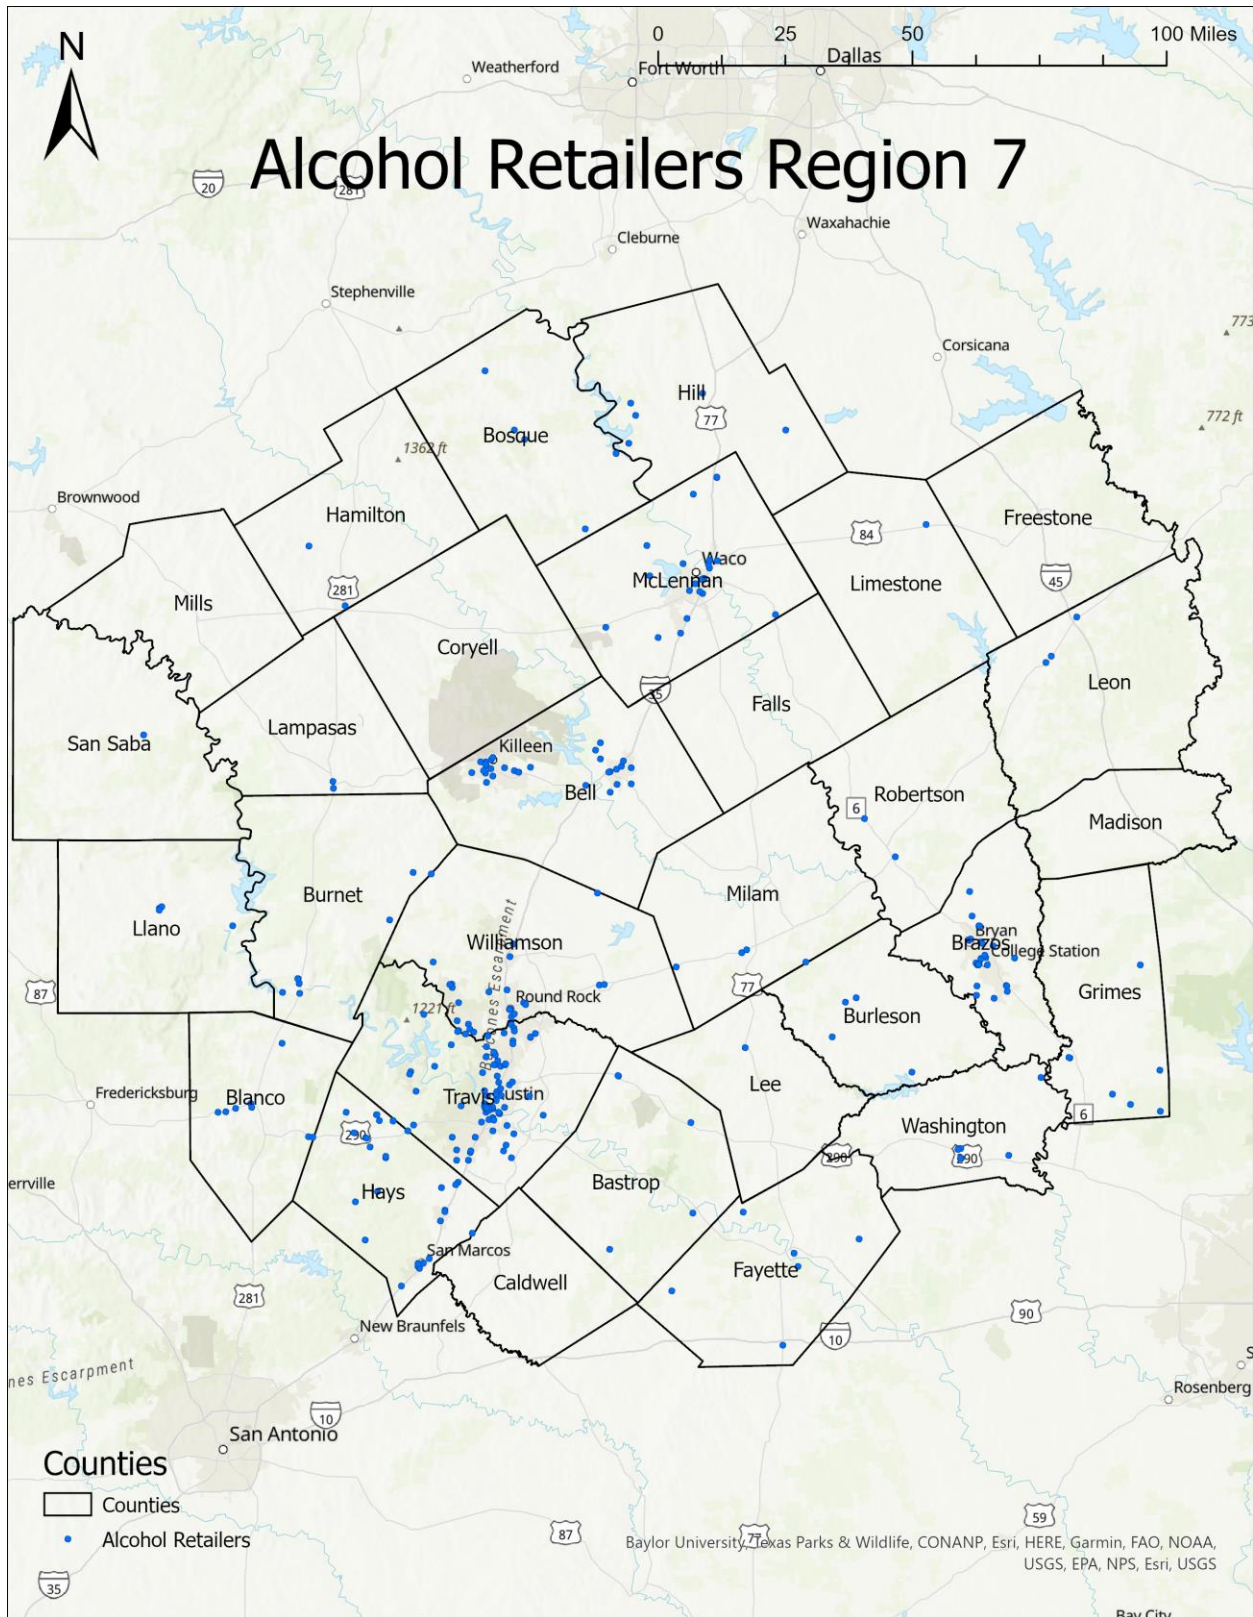 N
0 25 50 100 Miles
Dallas
Fort Worth
Weatherford
Alcohol Retailers Region 7
20
281
Waxahachie
Cleburne
Stephenville
773
Corsicana
Hill
77
772 ft
Bosque
1362 ft
Brownwood
Hamilton
Freestone
84
Waco
McLennan
Limestone
45
281
Mills
Coryell
Leon
35
Falls
Lampasas
San Saba
Killeen
Bell
Robertson
6
Madison
Burnet
Milam
Llano
Williamson
Bryan
Brazos
College Station
Balcones Escarpment
87
77
Grimes
Round Rock
1221 ft
Burleson
Lee
Fredericksburg
Blanco
Travis
Austin
6
Washington
290
290
290
Bastrop
errville
Hays
San Marcos
Fayette
Caldwell
281
90
New Braunfels
10
nes Escarpment
S
Rosenberg
10
San Antonio
Counties
Counties
Alcohol Retailers
59
87
77
Baylor University, Texas Parks & Wildlife, CONANP, Esri, HERE, Garmin, FAO, NOAA,
USGS, EPA, NPS, Esri, USGS
35
Bay City